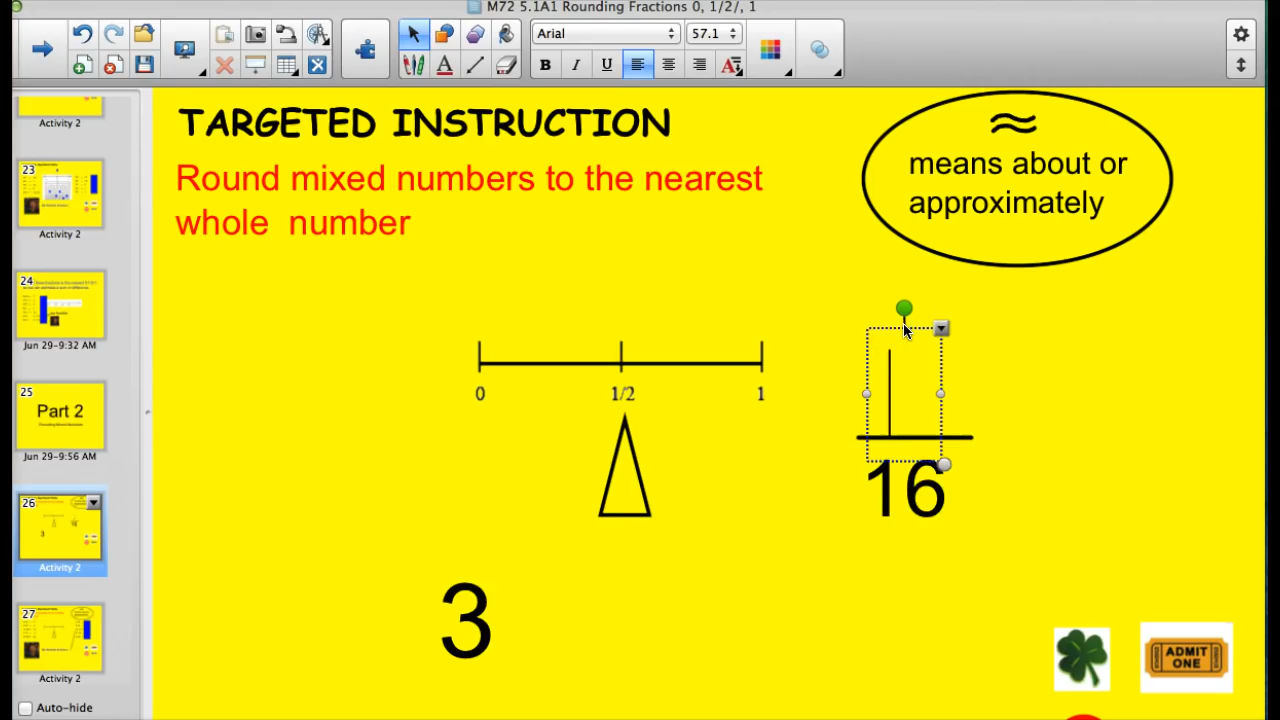 M72 5.1A1 Rounding Fractions 0, 1/2/, 1
Arial
57.1
B I U
Activity 2
23
Activity 2
24
Jun 29-9:32 AM
25
Part 2
Jun 29-9:56 AM
26
3
Activity 2
27
Activity 2
Auto-hide
TARGETED INSTRUCTION
Round mixed numbers to the nearest
whole number
≈
means about or
approximately
0 1/2 1
16
3
ADMIT
ONE